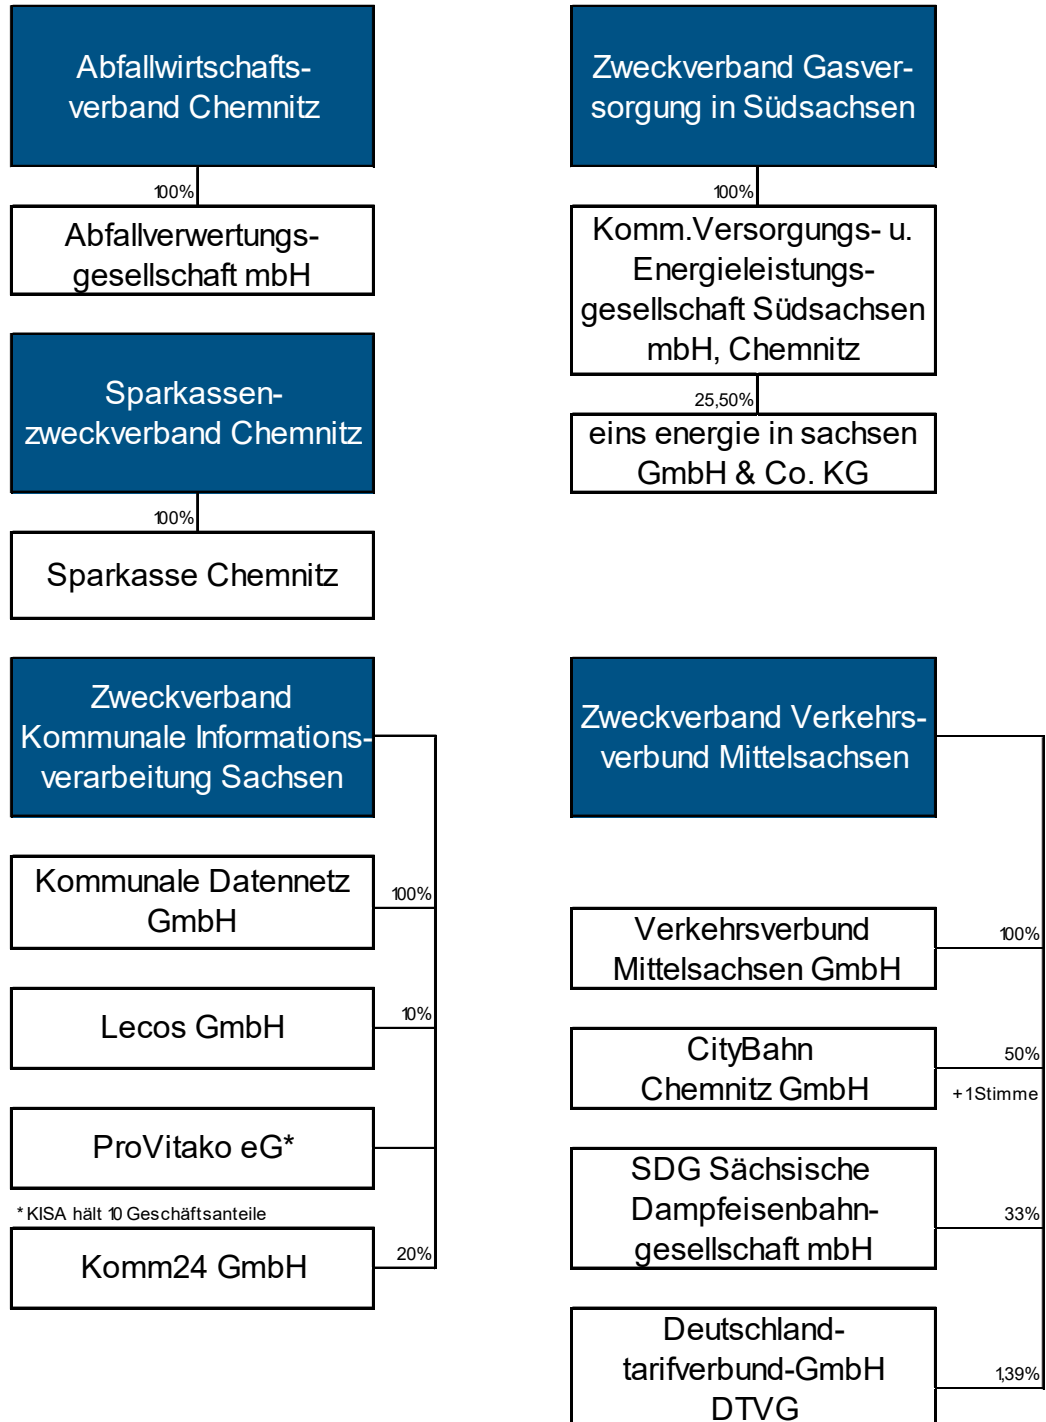 Abfallwirtschafts-
verband Chemnitz
100%
Abfallverwertungs-
gesellschaft mbH
Sparkassen-
zweckverband Chemnitz
100%
Sparkasse Chemnitz
Zweckverband Gasver-
sorgung in Südsachsen
100%
Komm.Versorgungs- u.
Energieleistungs-
gesellschaft Südsachsen
mbH, Chemnitz
25,50%
eins energie in sachsen
GmbH & Co. KG
Zweckverband
Kommunale Informations-
verarbeitung Sachsen
Kommunale Datennetz
GmbH
100%
Lecos GmbH
10%
ProVitako eG*
* KISA hält 10 Geschäftsanteile
Komm24 GmbH
20%
Zweckverband Verkehrs-
verbund Mittelsachsen
Verkehrsverbund
Mittelsachsen GmbH
100%
CityBahn
Chemnitz GmbH
50%
+1Stimme
SDG Sächsische
Dampfeisenbahn-
gesellschaft mbH
33%
Deutschland-
tarifverbund-GmbH
DTVG
1,39%